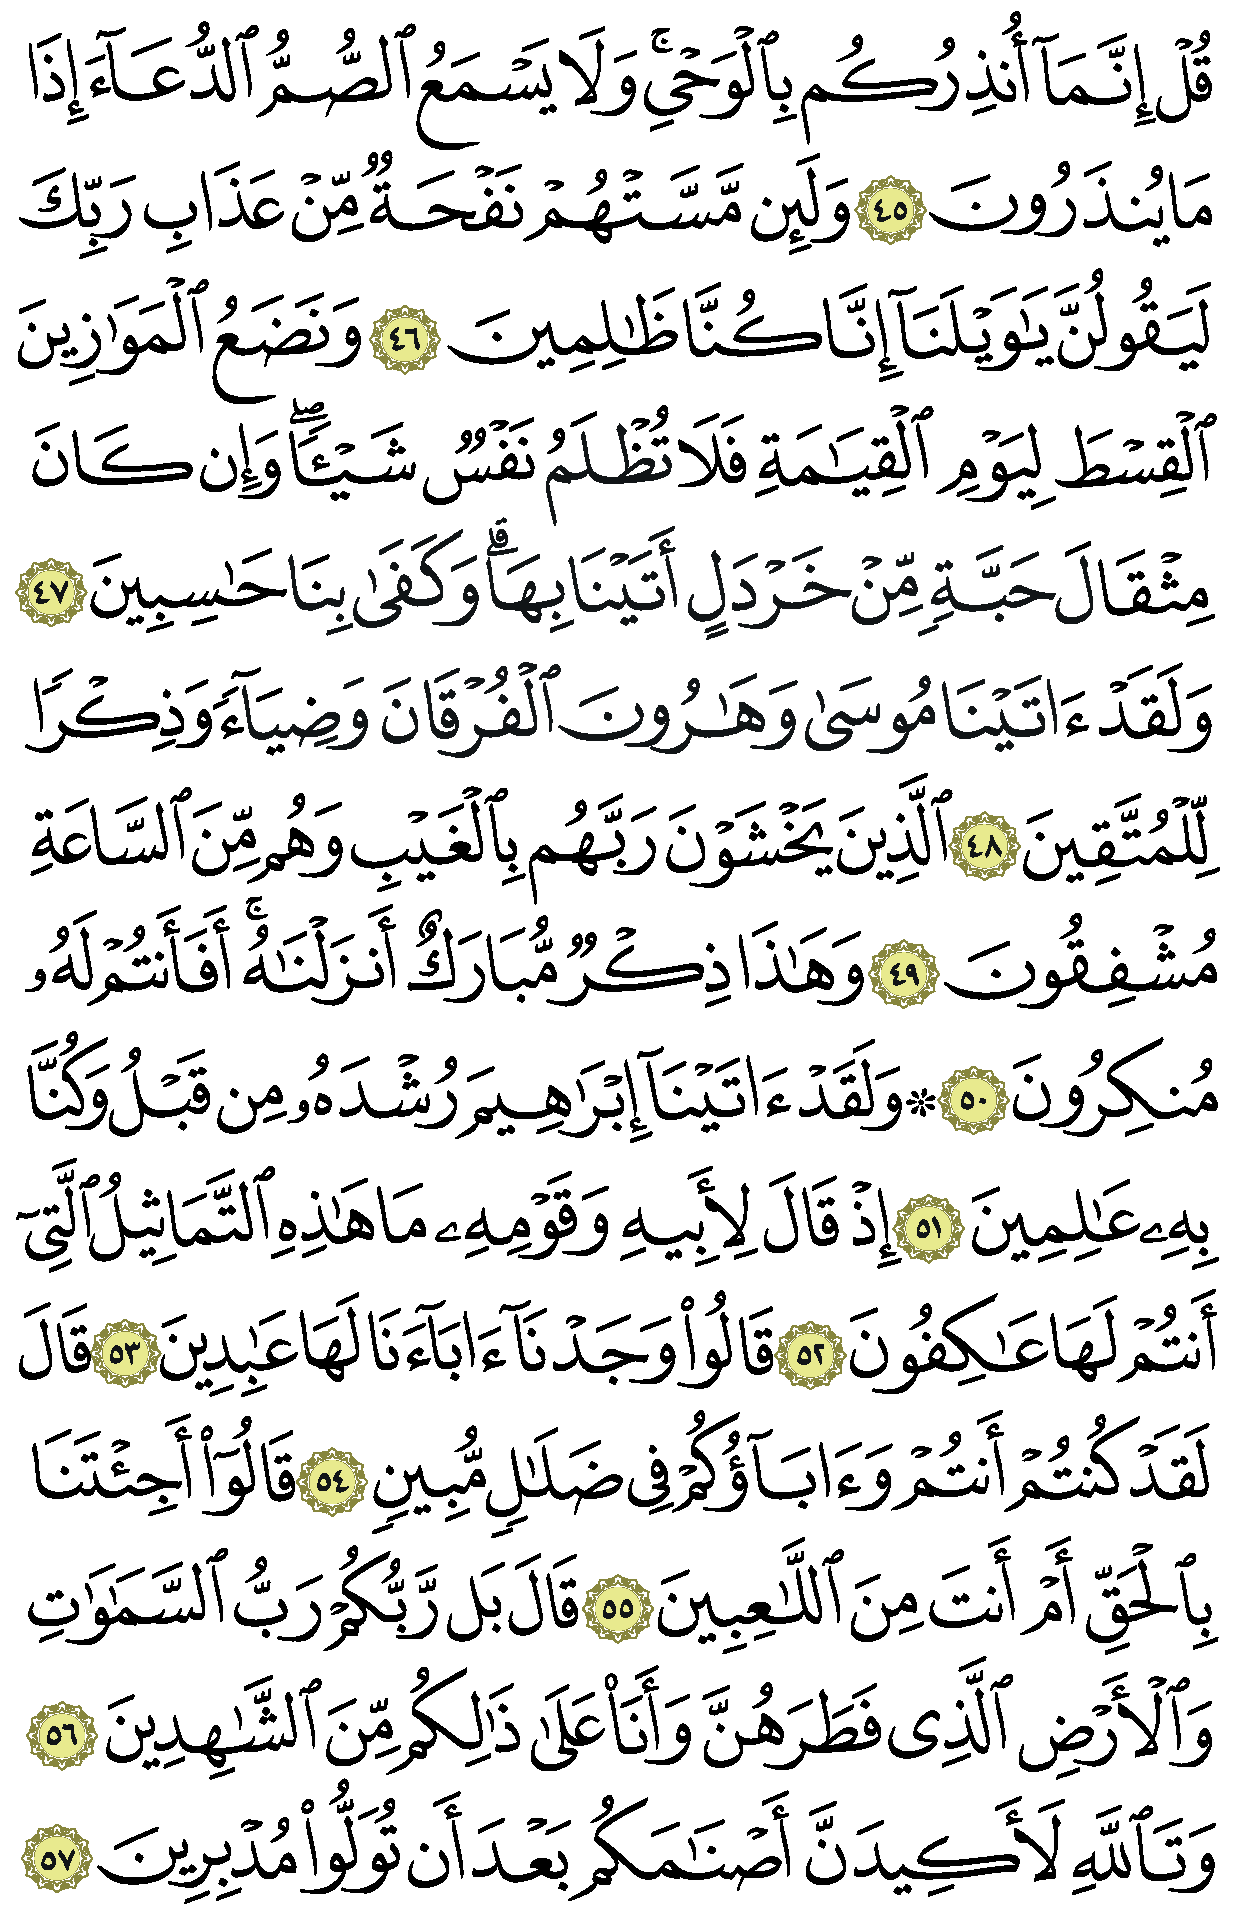 قُلْ إِنَّمَآ أُنذِرُكُم بِٱلْوَحْىِ ۚ وَلَا يَسْمَعُ ٱلصُّمُّ ٱلدُّعَآءَ إِذَا
مَا يُنذَرُونَ ٤٥ وَلَئِن مَّسَّتْهُمْ نَفْحَةٌ مِّنْ عَذَابِ رَبِّكَ
لَيَقُولُنَّ يَٰوَيْلَنَآ إِنَّا كُنَّا ظَٰلِمِينَ ٤٦ وَنَضَعُ ٱلْمَوَٰزِينَ
ٱلْقِسْطَ لِيَوْمِ ٱلْقِيَٰمَةِ فَلَا تُظْلَمُ نَفْسٌ شَيْـًٔا ۖ وَإِن كَانَ
مِثْقَالَ حَبَّةٍ مِّنْ خَرْدَلٍ أَتَيْنَا بِهَا ۗ وَكَفَىٰ بِنَا حَٰسِبِينَ ٤٧
وَلَقَدْ ءَاتَيْنَا مُوسَىٰ وَهَٰرُونَ ٱلْفُرْقَانَ وَضِيَآءً وَذِكْرًا
لِّلْمُتَّقِينَ ٤٨ ٱلَّذِينَ يَخْشَوْنَ رَبَّهُم بِٱلْغَيْبِ وَهُم مِّنَ ٱلسَّاعَةِ
مُشْفِقُونَ ٤٩ وَهَٰذَا ذِكْرٌ مُّبَارَكٌ أَنزَلْنَٰهُ ۚ أَفَأَنتُمْ لَهُۥ
مُنكِرُونَ ٥٠ ۞ وَلَقَدْ ءَاتَيْنَآ إِبْرَٰهِيمَ رُشْدَهُۥ مِن قَبْلُ وَكُنَّا
بِهِۦ عَٰلِمِينَ ٥١ إِذْ قَالَ لِأَبِيهِ وَقَوْمِهِۦ مَا هَٰذِهِ ٱلتَّمَاثِيلُ ٱلَّتِىٓ
أَنتُمْ لَهَا عَٰكِفُونَ ٥٢ قَالُوا۟ وَجَدْنَآ ءَابَآءَنَا لَهَا عَٰبِدِينَ ٥٣ قَالَ
لَقَدْ كُنتُمْ أَنتُمْ وَءَابَآؤُكُمْ فِى ضَلَٰلٍ مُّبِينٍ ٥٤ قَالُوٓا۟ أَجِئْتَنَا
بِٱلْحَقِّ أَمْ أَنتَ مِنَ ٱللَّٰعِبِينَ ٥٥ قَالَ بَل رَّبُّكُمْ رَبُّ ٱلسَّمَٰوَٰتِ
وَٱلْأَرْضِ ٱلَّذِى فَطَرَهُنَّ وَأَنَا۠ عَلَىٰ ذَٰلِكُم مِّنَ ٱلشَّٰهِدِينَ ٥٦
وَتَٱللَّهِ لَأَكِيدَنَّ أَصْنَٰمَكُم بَعْدَ أَن تُوَلُّوا۟ مُدْبِرِينَ ٥٧